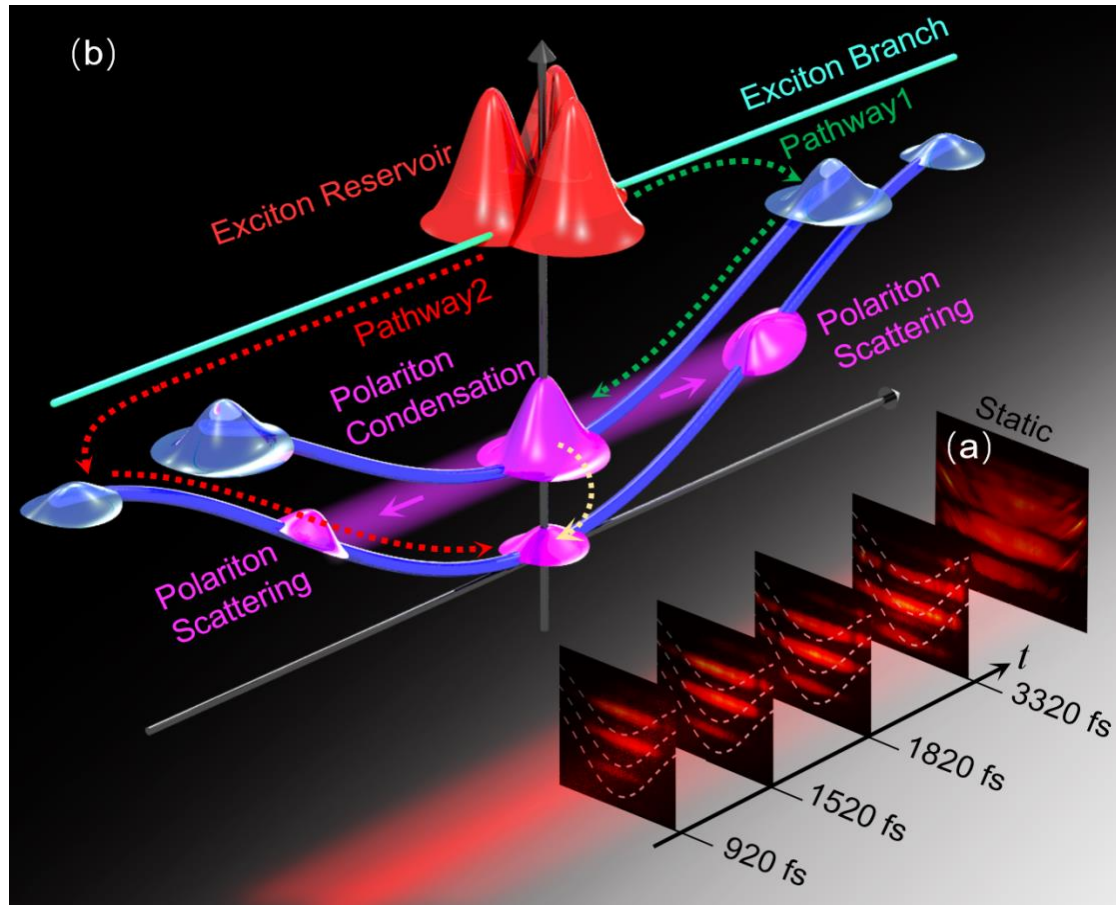 (b)
Exciton Branch
Pathway1
Exciton Reservoir
Pathway2
Polariton
Condensation
Polariton
Scattering
Polariton
Scattering
Static
(a)
t
3320 fs
1820 fs
1520 fs
920 fs